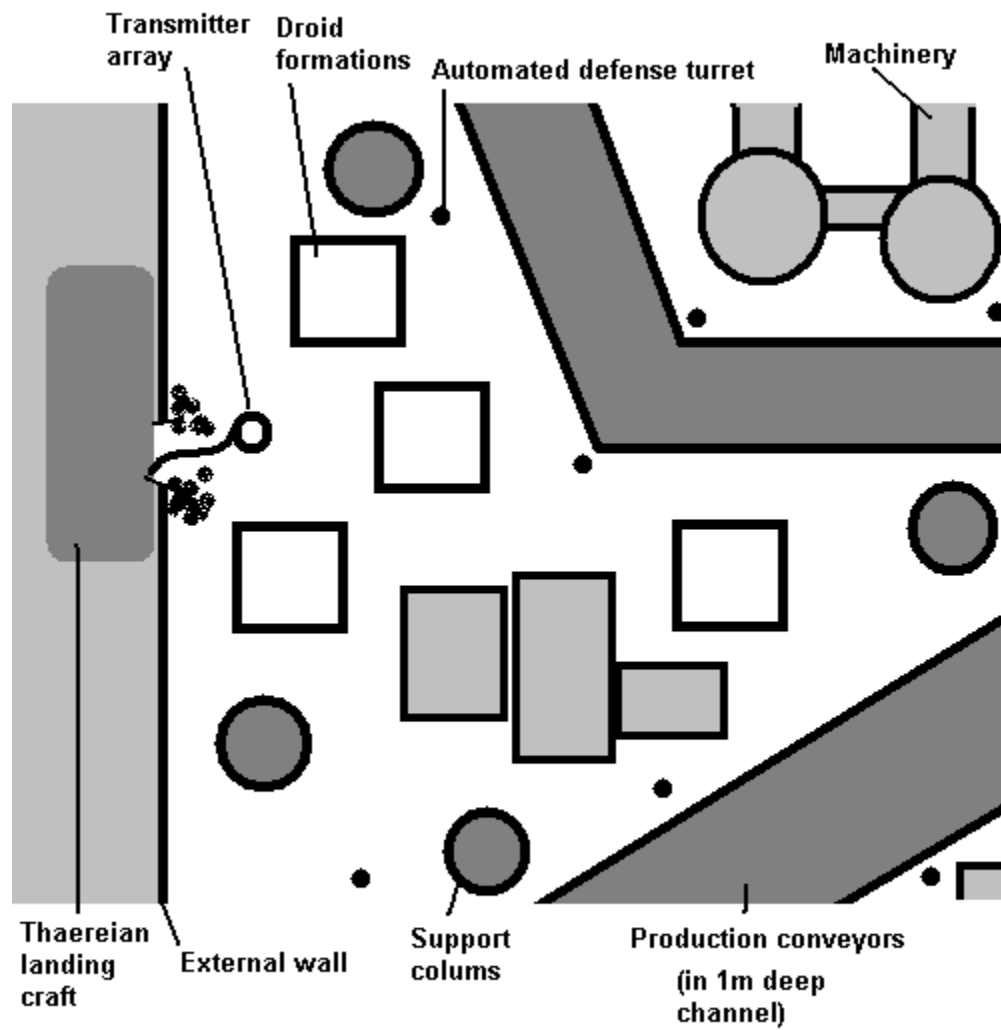 Transmitter
array
Droid
formations
Automated defense turret
Machinery
Thaereian
landing
craft
External wall
Support
colums
Production conveyors
(in 1m deep
channel)